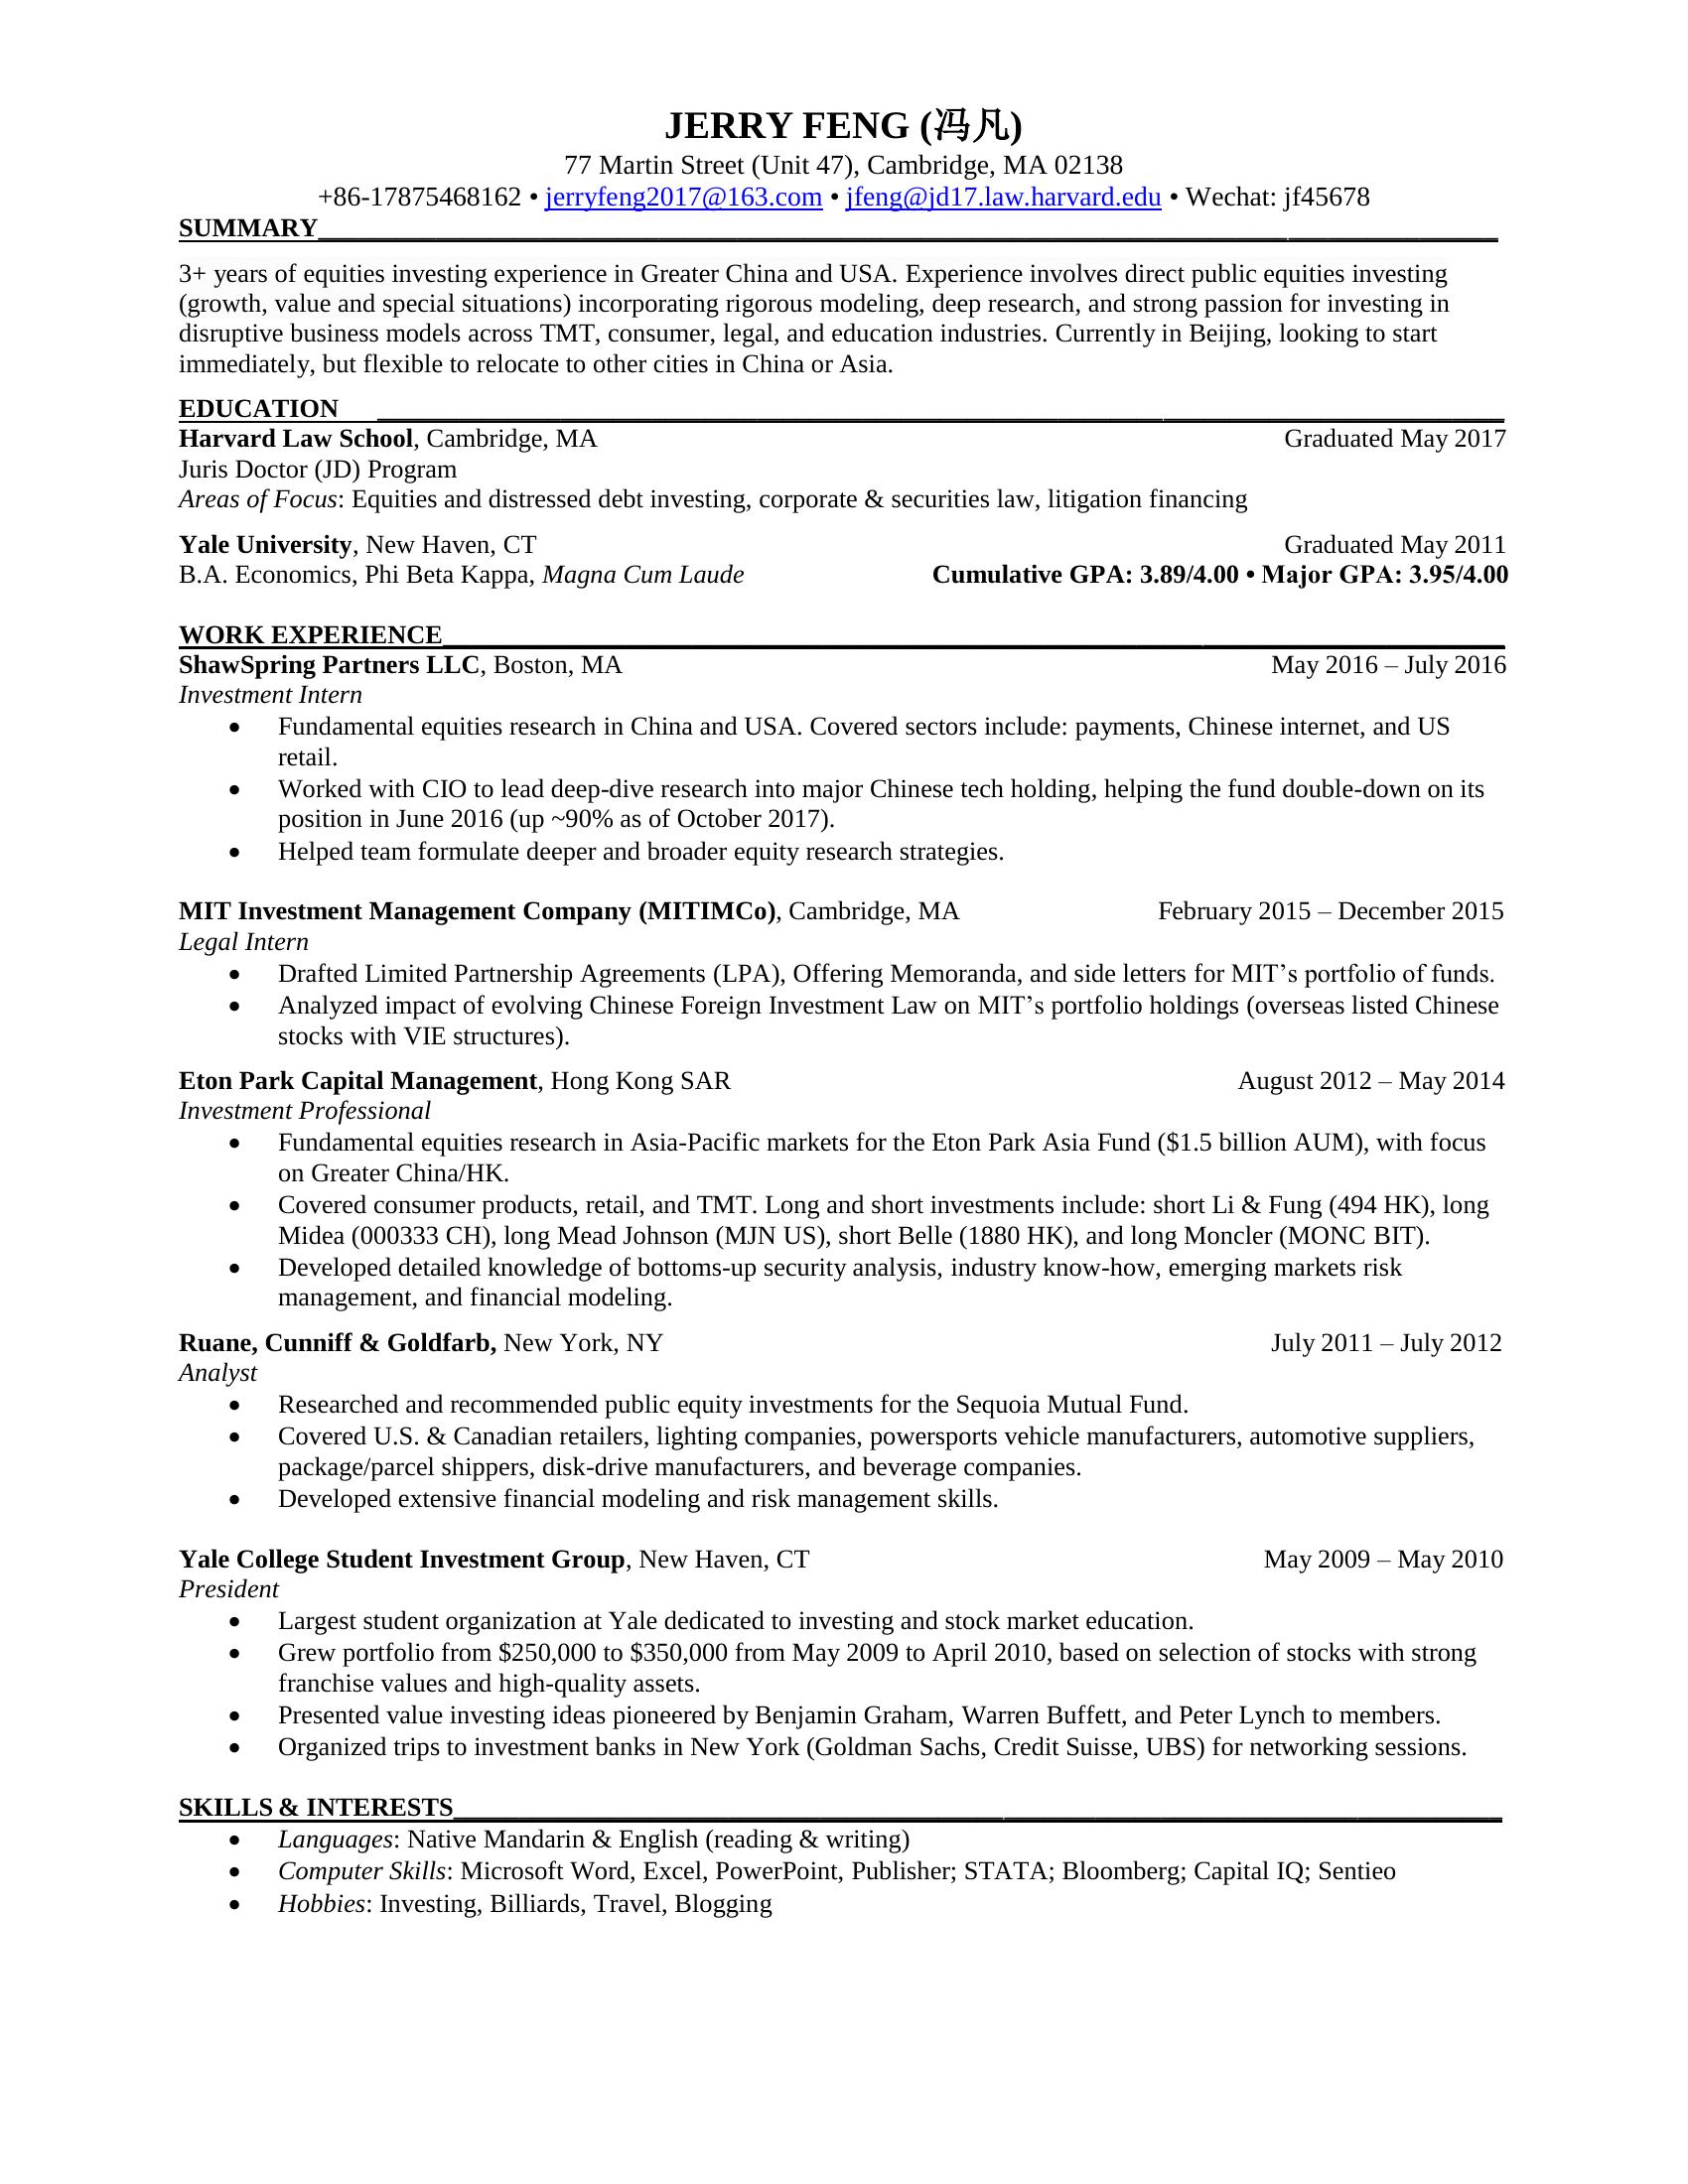 JERRY FENG (冯凡)
77 Martin Street (Unit 47), Cambridge, MA 02138
+86-17875468162 • jerryfeng2017@163.com • jfeng@jd17.law.harvard.edu • Wechat: jf45678
SUMMARY
3+ years of equities investing experience in Greater China and USA. Experience involves direct public equities investing
(growth, value and special situations) incorporating rigorous modeling, deep research, and strong passion for investing in
disruptive business models across TMT, consumer, legal, and education industries. Currently in Beijing, looking to start
immediately, but flexible to relocate to other cities in China or Asia.
EDUCATION
Harvard Law School, Cambridge, MA Graduated May 2017
Juris Doctor (JD) Program
Areas of Focus: Equities and distressed debt investing, corporate & securities law, litigation financing
Yale University, New Haven, CT Graduated May 2011
B.A. Economics, Phi Beta Kappa, Magna Cum Laude Cumulative GPA: 3.89/4.00 • Major GPA: 3.95/4.00
WORK EXPERIENCE
ShawSpring Partners LLC, Boston, MA May 2016 – July 2016
Investment Intern
• Fundamental equities research in China and USA. Covered sectors include: payments, Chinese internet, and US
retail.
• Worked with CIO to lead deep-dive research into major Chinese tech holding, helping the fund double-down on its
position in June 2016 (up ~90% as of October 2017).
• Helped team formulate deeper and broader equity research strategies.
MIT Investment Management Company (MITIMCo), Cambridge, MA February 2015 – December 2015
Legal Intern
• Drafted Limited Partnership Agreements (LPA), Offering Memoranda, and side letters for MIT’s portfolio of funds.
• Analyzed impact of evolving Chinese Foreign Investment Law on MIT’s portfolio holdings (overseas listed Chinese
stocks with VIE structures).
Eton Park Capital Management, Hong Kong SAR August 2012 – May 2014
Investment Professional
• Fundamental equities research in Asia-Pacific markets for the Eton Park Asia Fund ($1.5 billion AUM), with focus
on Greater China/HK.
• Covered consumer products, retail, and TMT. Long and short investments include: short Li & Fung (494 HK), long
Midea (000333 CH), long Mead Johnson (MJN US), short Belle (1880 HK), and long Moncler (MONC BIT).
• Developed detailed knowledge of bottoms-up security analysis, industry know-how, emerging markets risk
management, and financial modeling.
Ruane, Cunniff & Goldfarb, New York, NY July 2011 – July 2012
Analyst
• Researched and recommended public equity investments for the Sequoia Mutual Fund.
• Covered U.S. & Canadian retailers, lighting companies, powersports vehicle manufacturers, automotive suppliers,
package/parcel shippers, disk-drive manufacturers, and beverage companies.
• Developed extensive financial modeling and risk management skills.
Yale College Student Investment Group, New Haven, CT May 2009 – May 2010
President
• Largest student organization at Yale dedicated to investing and stock market education.
• Grew portfolio from $250,000 to $350,000 from May 2009 to April 2010, based on selection of stocks with strong
franchise values and high-quality assets.
• Presented value investing ideas pioneered by Benjamin Graham, Warren Buffett, and Peter Lynch to members.
• Organized trips to investment banks in New York (Goldman Sachs, Credit Suisse, UBS) for networking sessions.
SKILLS & INTERESTS
• Languages: Native Mandarin & English (reading & writing)
• Computer Skills: Microsoft Word, Excel, PowerPoint, Publisher; STATA; Bloomberg; Capital IQ; Sentieo
• Hobbies: Investing, Billiards, Travel, Blogging